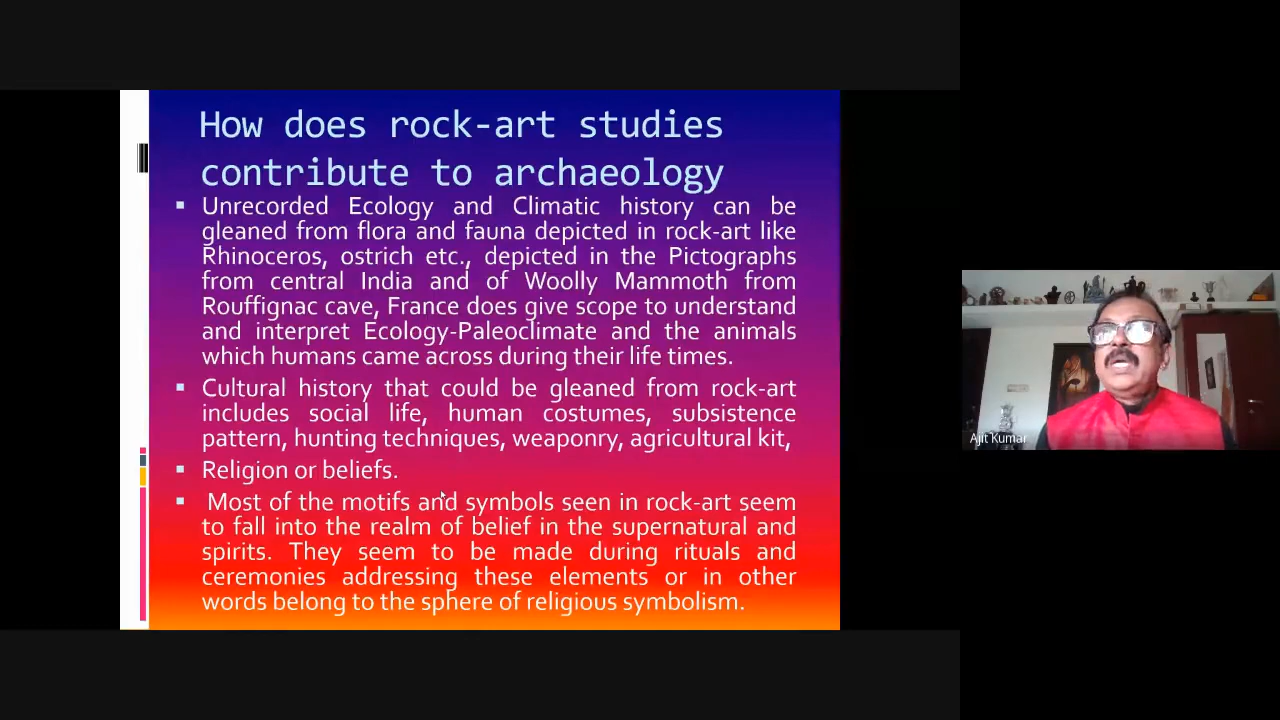 How does rock-art studies
contribute to archaeology
▪ Unrecorded Ecology and Climatic history can be
gleaned from flora and fauna depicted in rock-art like
Rhinoceros, ostrich etc., depicted in the Pictographs
from central India and of Woolly Mammoth from
Rouffignac cave, France does give scope to understand
and interpret Ecology-Paleoclimate and the animals
which humans came across during their life times.
▪ Cultural history that could be gleaned from rock-art
includes social life, human costumes, subsistence
pattern, hunting techniques, weaponry, agricultural kit,
▪ Religion or beliefs.
▪ Most of the motifs and symbols seen in rock-art seem
to fall into the realm of belief in the supernatural and
spirits. They seem to be made during rituals and
ceremonies addressing these elements or in other
words belong to the sphere of religious symbolism.
Ajit Kumar